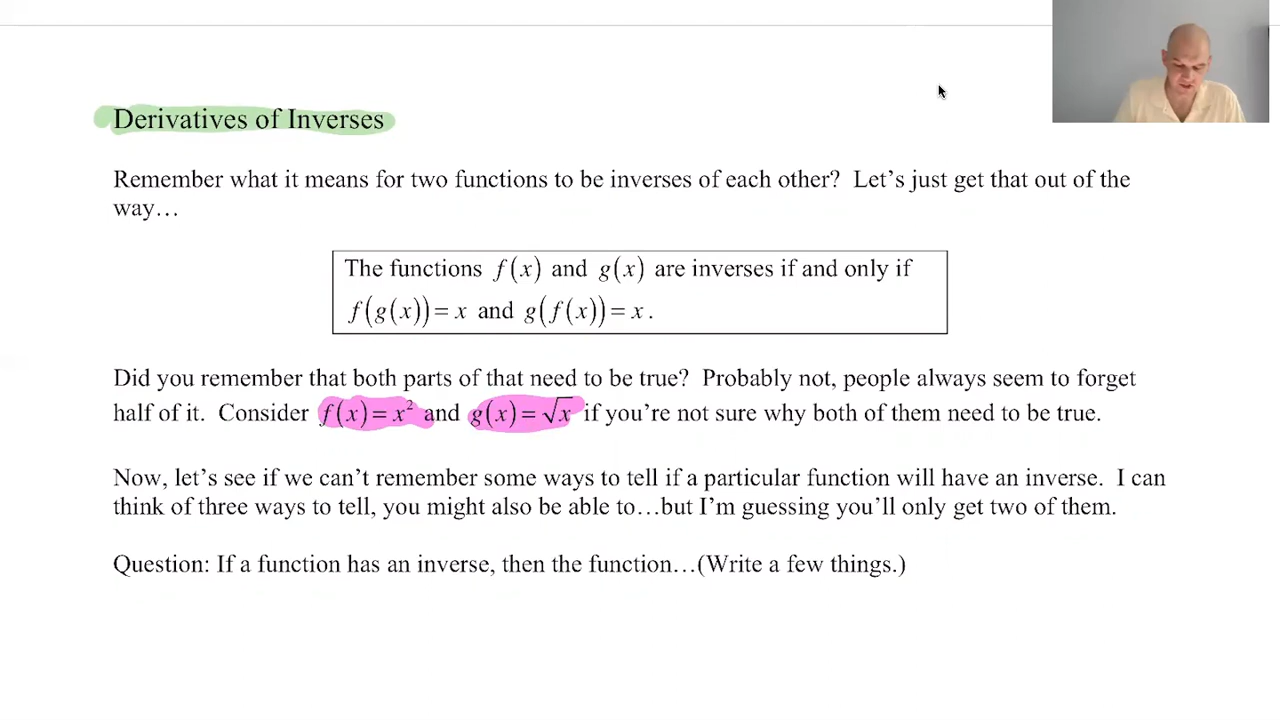 Derivatives of Inverses
Remember what it means for two functions to be inverses of each other?  Let’s just get that out of the
way…
The functions f(x) and g(x) are inverses if and only if
f(g(x)) = x and g(f(x)) = x.
Did you remember that both parts of that need to be true?  Probably not, people always seem to forget
half of it.  Consider f(x) = x² and g(x) = √x if you’re not sure why both of them need to be true.
Now, let’s see if we can’t remember some ways to tell if a particular function will have an inverse.  I can
think of three ways to tell, you might also be able to…but I’m guessing you’ll only get two of them.
Question: If a function has an inverse, then the function…(Write a few things.)